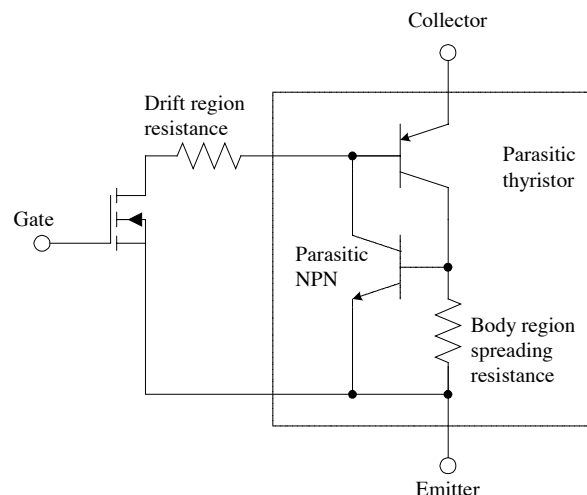 Collector
Drift region
resistance
Parasitic
thyristor
Gate
Parasitic
NPN
Body region
spreading
resistance
Emitter